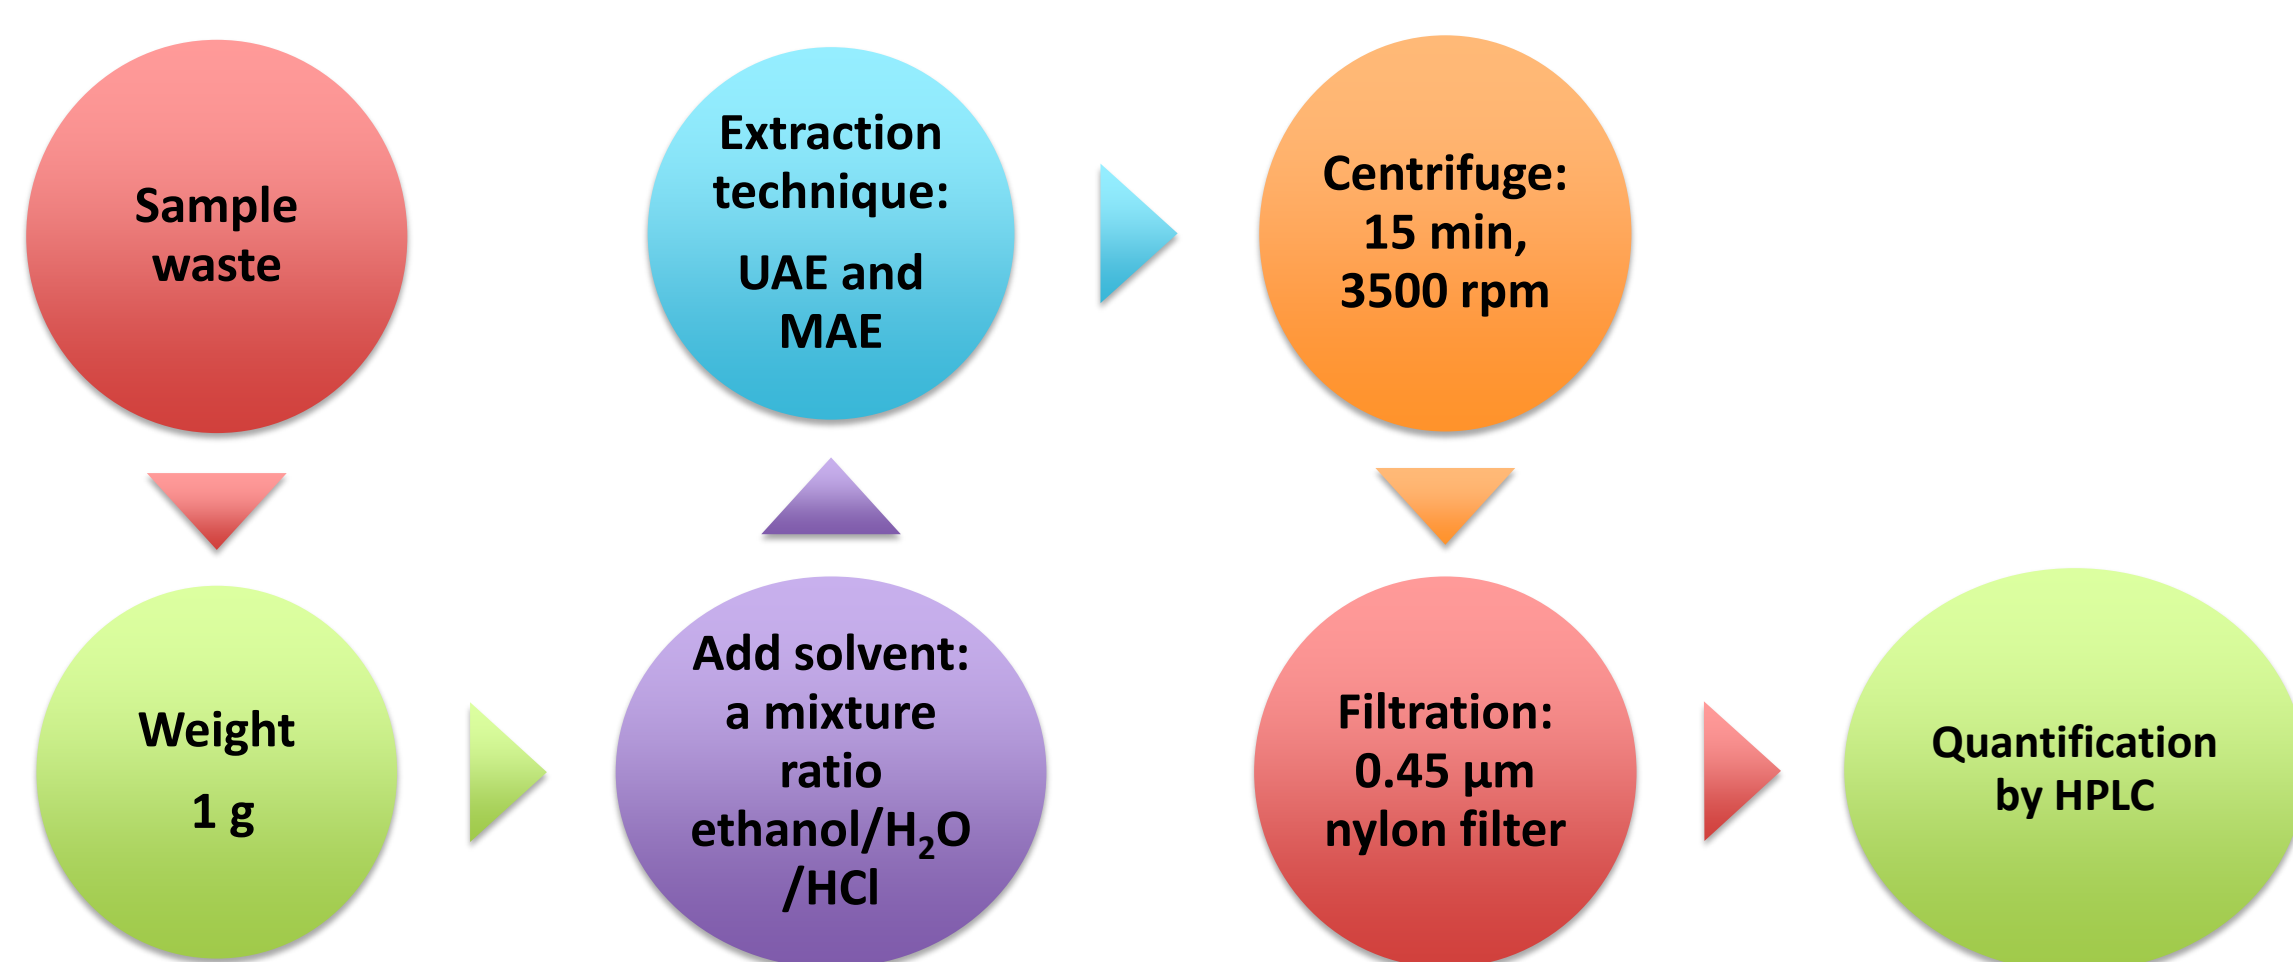 Sample
waste
Weight
1 g
Add solvent:
a mixture
ratio
ethanol/H₂O
/HCl
Extraction
technique:
UAE and
MAE
Centrifuge:
15 min,
3500 rpm
Filtration:
0.45 µm
nylon filter
Quantification
by HPLC